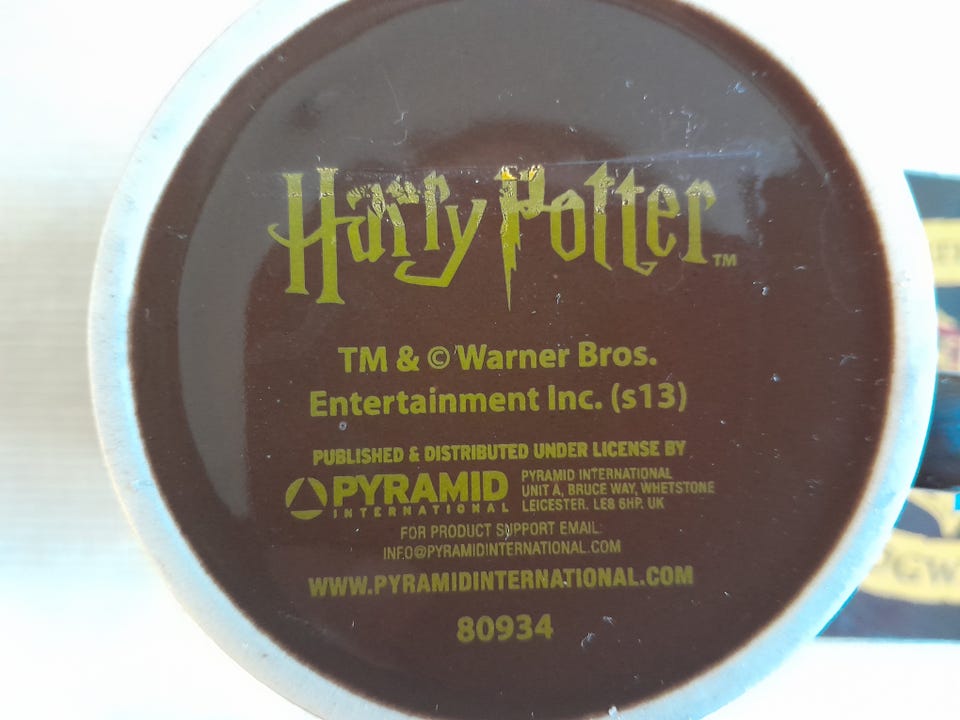 Harry Potter™
TM & © Warner Bros.
Entertainment Inc. (s13)
PUBLISHED & DISTRIBUTED UNDER LICENSE BY
PYRAMID
INTERNATIONAL
PYRAMID INTERNATIONAL
UNIT A, BRUCE WAY, WHETSTONE
LEICESTER. LE8 6HP. UK
FOR PRODUCT SUPPORT EMAIL:
INFO@PYRAMIDINTERNATIONAL.COM
WWW.PYRAMIDINTERNATIONAL.COM
80934